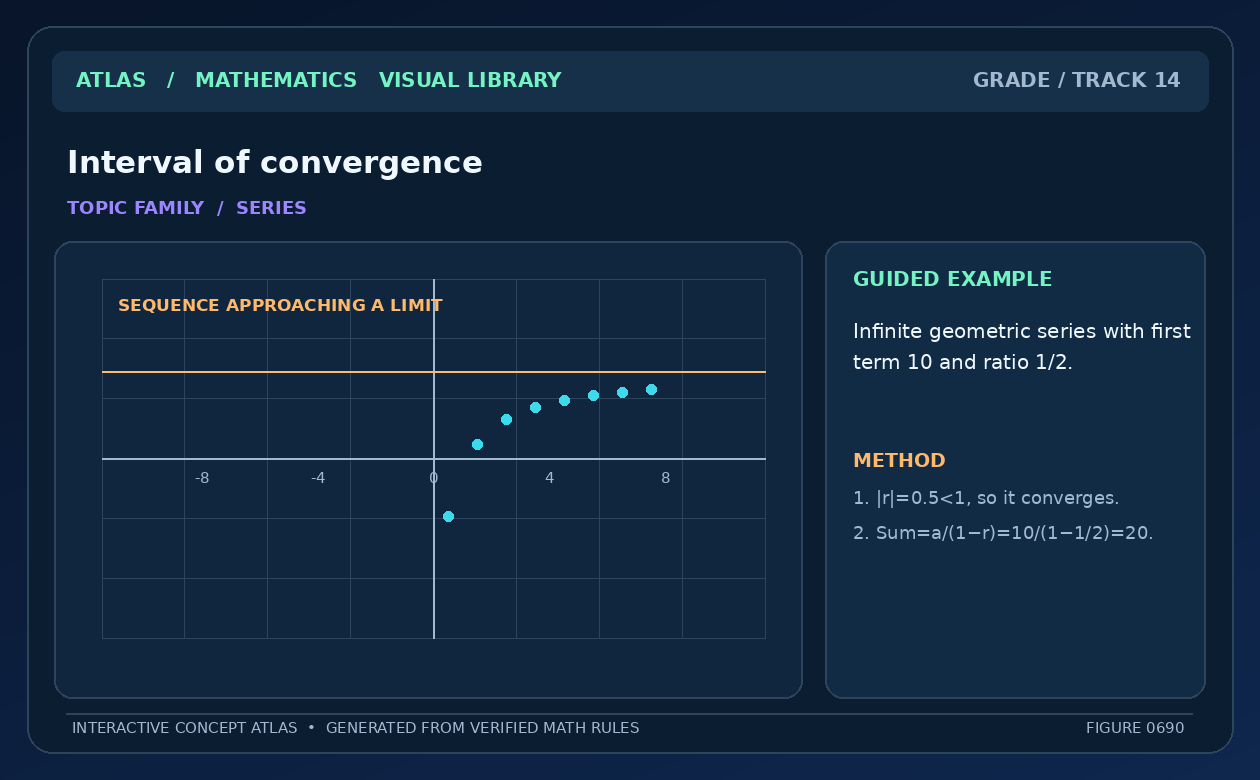 ATLAS / MATHEMATICS VISUAL LIBRARY
GRADE / TRACK 14
Interval of convergence
TOPIC FAMILY / SERIES
SEQUENCE APPROACHING A LIMIT
-8 -4 0 4 8
GUIDED EXAMPLE
Infinite geometric series with first
term 10 and ratio 1/2.
METHOD
1. |r|=0.5<1, so it converges.
2. Sum=a/(1−r)=10/(1−1/2)=20.
INTERACTIVE CONCEPT ATLAS • GENERATED FROM VERIFIED MATH RULES
FIGURE 0690